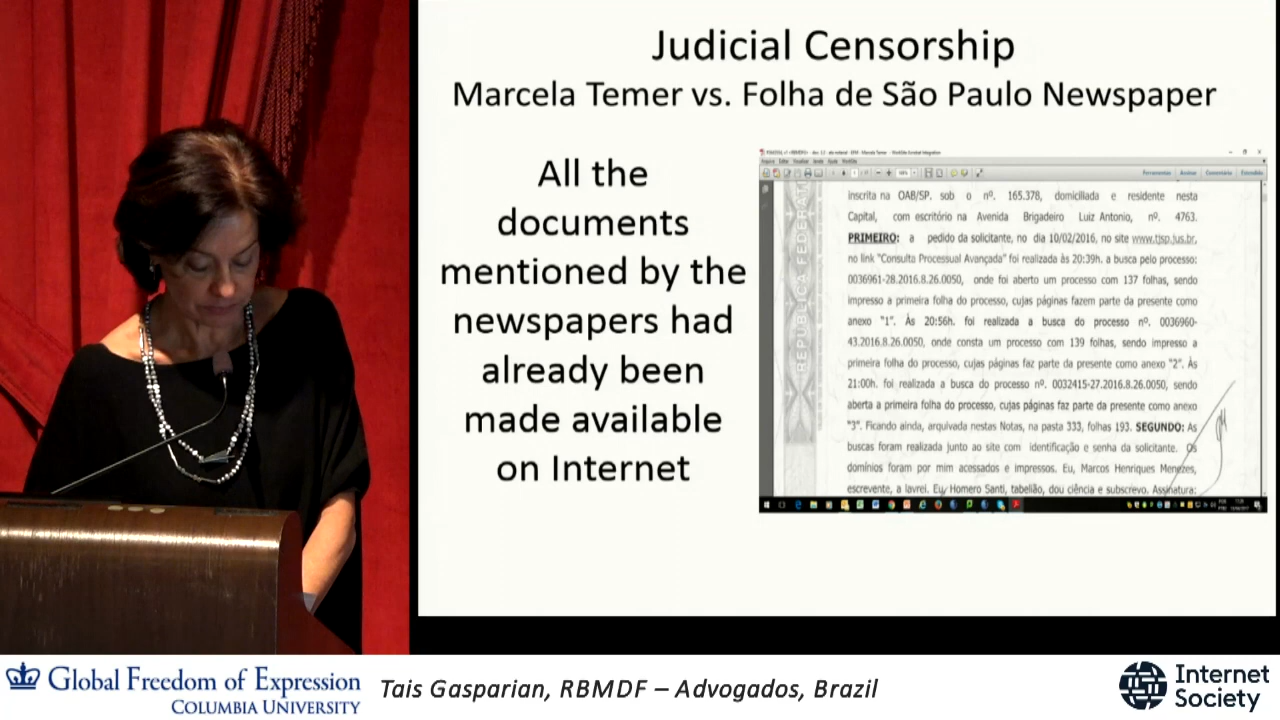 Judicial Censorship
Marcela Temer vs. Folha de São Paulo Newspaper
All the
documents
mentioned by the
newspapers had
already been
made available
on Internet
inscrita na OAB/SP. sob o nº. 165.378, domiciliada e residente nesta
Capital, com escritório na Avenida Brigadeiro Luiz Antonio, nº. 4763.
PRIMEIRO: a pedido da solicitante, no dia 10/02/2016, no site www.tjsp.jus.br,
no link "Consulta Processual Avançada" foi realizada às 20:39h. a busca pelo processo:
0036961-28.2016.8.26.0050, onde foi aberto um processo com 137 folhas, sendo
impresso a primeira folha do processo, cujas páginas fazem parte da presente como
anexo "1". Às 20:56h. foi realizada a busca do processo nº. 0036960-
43.2016.8.26.0050, onde consta um processo com 139 folhas, sendo impresso a
primeira folha do processo, cujas páginas faz parte da presente como anexo "2". Às
21:00h. foi realizada a busca do processo nº. 0032415-27.2016.8.26.0050, sendo
aberta a primeira folha do processo, cujas páginas faz parte da presente como anexo
"3". Ficando ainda, arquivada nestas Notas, na pasta 333, folhas 193. SEGUNDO: As
buscas foram realizada junto ao site com identificação e senha da solicitante. Os
domínios foram por mim acessados e impressos. Eu, Marcos Henriques Menezes,
escrevente, a lavrei. Eu, Homero Santi, tabelião, dou ciência e subscrevo. Assinatura:
REPÚBLICA FEDERAT
Global Freedom of Expression
COLUMBIA UNIVERSITY
Tais Gasparian, RBMDF – Advogados, Brazil
Internet
Society